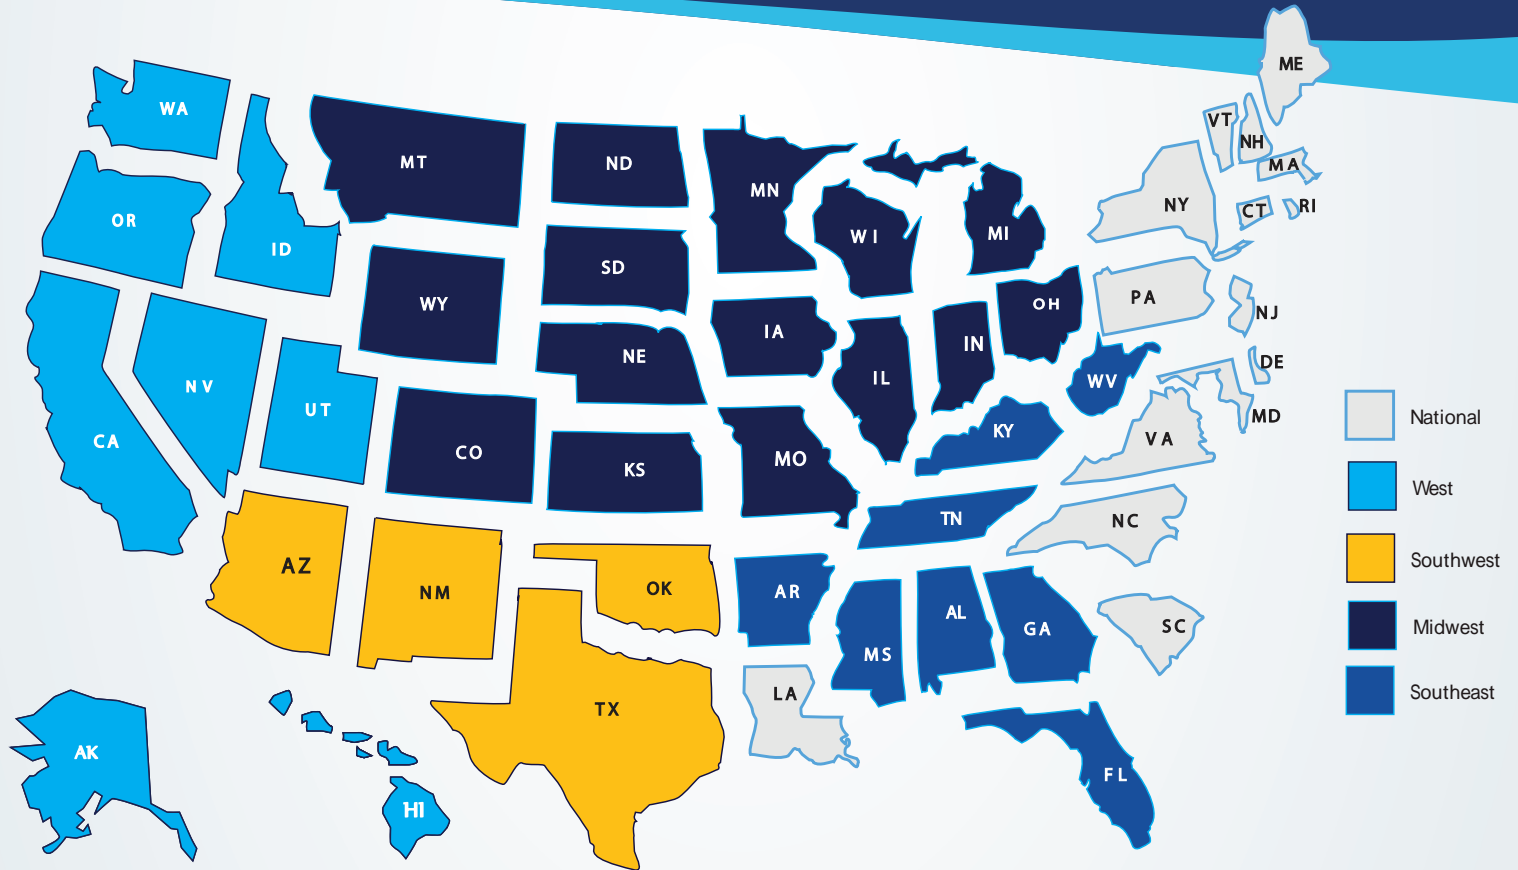 ME
WA
VT
NH
MT
ND
MA
MN
NY
CT
RI
OR
WI
MI
ID
SD
PA
WY
OH
NJ
IA
IN
NE
DE
NV
IL
WV
UT
MD
National
CA
KY
VA
CO
MO
KS
West
TN
NC
AZ
Southwest
NM
OK
AR
AL
SC
GA
Midwest
MS
LA
Southeast
TX
AK
FL
HI